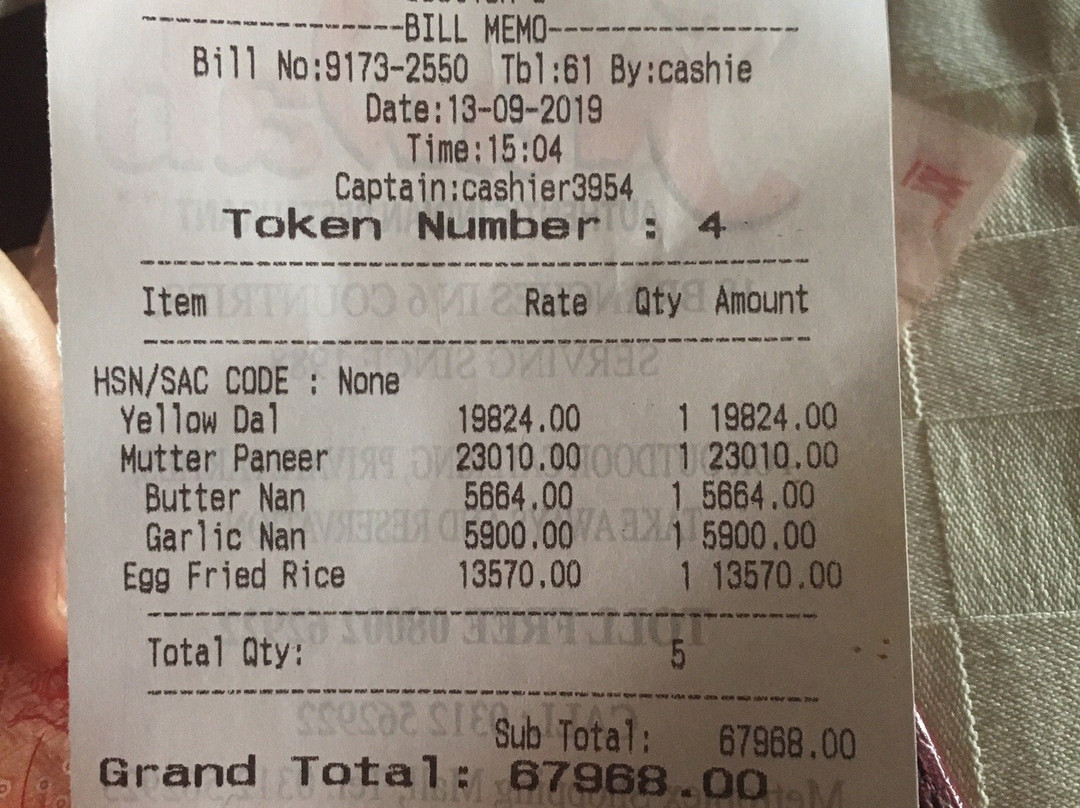 BILL MEMO
Bill No:9173-2550 Tbl:61 By:cashie
Date:13-09-2019
Time:15:04
Captain:cashier3954
Token Number : 4
Item Rate Qty Amount
HSN/SAC CODE : None
Yellow Dal 19824.00 1 19824.00
Mutter Paneer 23010.00 1 23010.00
Butter Nan 5664.00 1 5664.00
Garlic Nan 5900.00 1 5900.00
Egg Fried Rice 13570.00 1 13570.00
Total Qty: 5
Sub Total: 67968.00
Grand Total: 67968.00